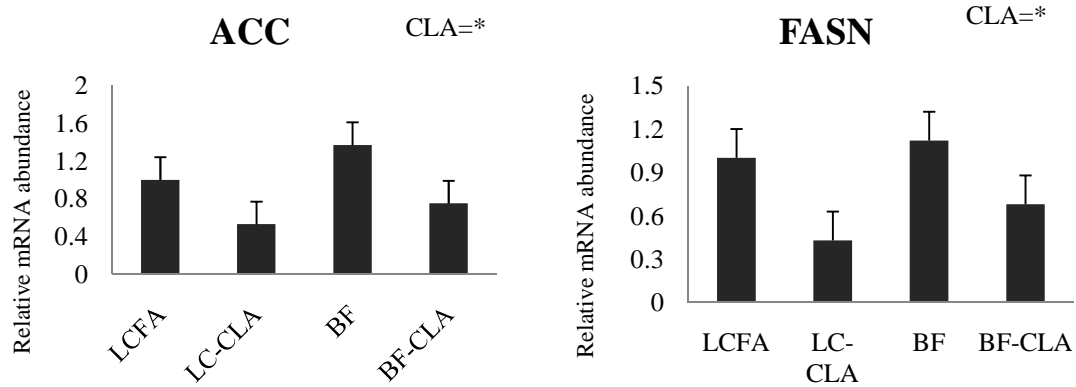 ACC
CLA=*
Relative mRNA abundance
2
1.6
1.2
0.8
0.4
0
LCFA
LC-CLA
BF
BF-CLA
FASN
CLA=*
Relative mRNA abundance
1.5
1.2
0.9
0.6
0.3
0
LCFA
LC-
CLA
BF
BF-CLA